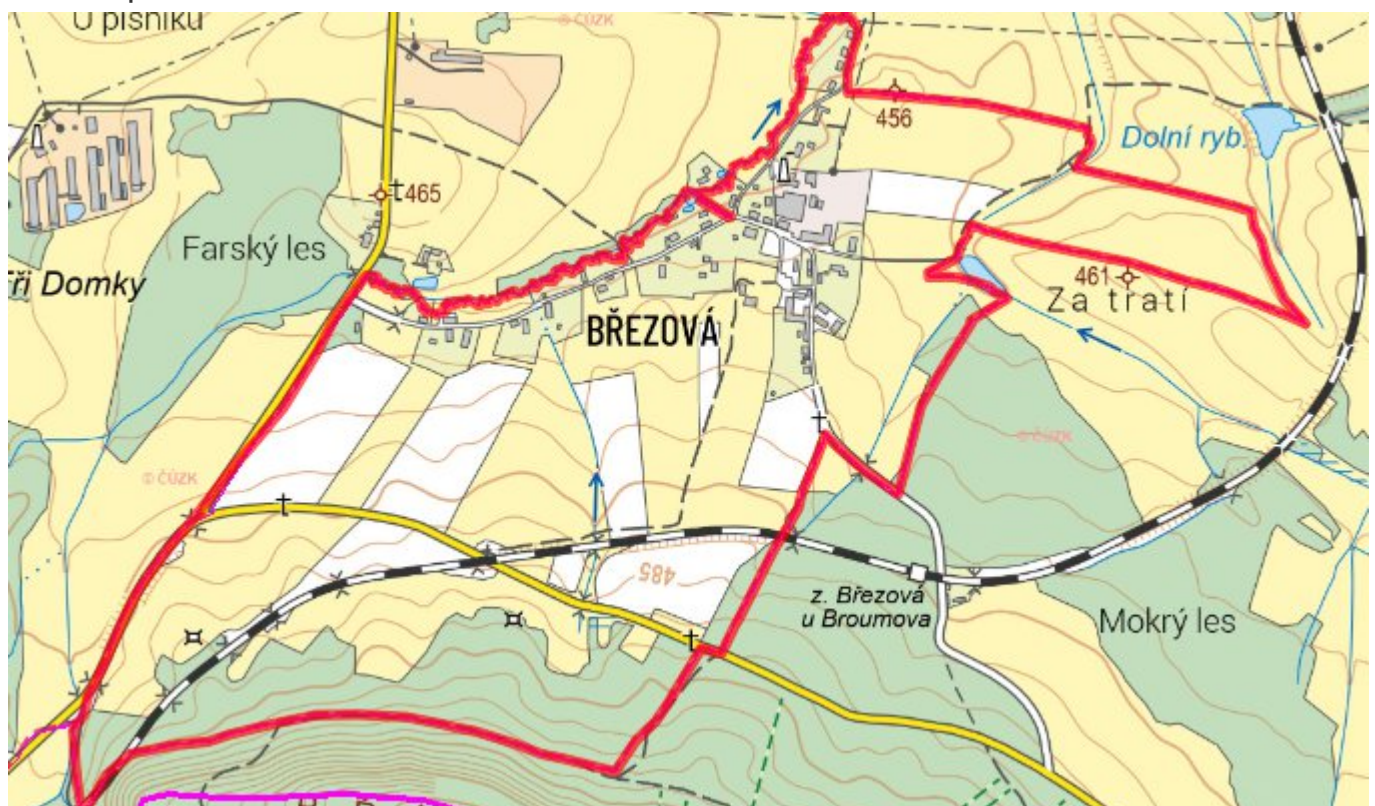 U písníku
© ČÚZK
456
Dolní ryb.
465
Farský les
ři Domky
461
Za tratí
BŘEZOVÁ
© ČÚZK
© ČÚZK
485
z. Březová
u Broumova
Mokrý les